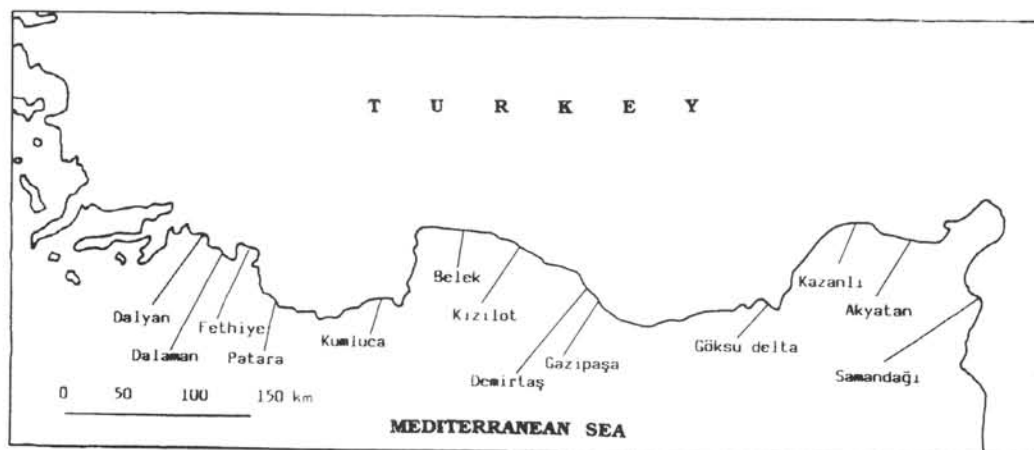 T U R K E Y
Belek
Kazanlı
Dalyan
Fethiye
Kızılot
Akyatan
Dalaman
Patara
Kumluca
Gazipaşa
Göksu delta
Demirtaş
Samandağı
0 50 100 150 km
MEDITERRANEAN SEA